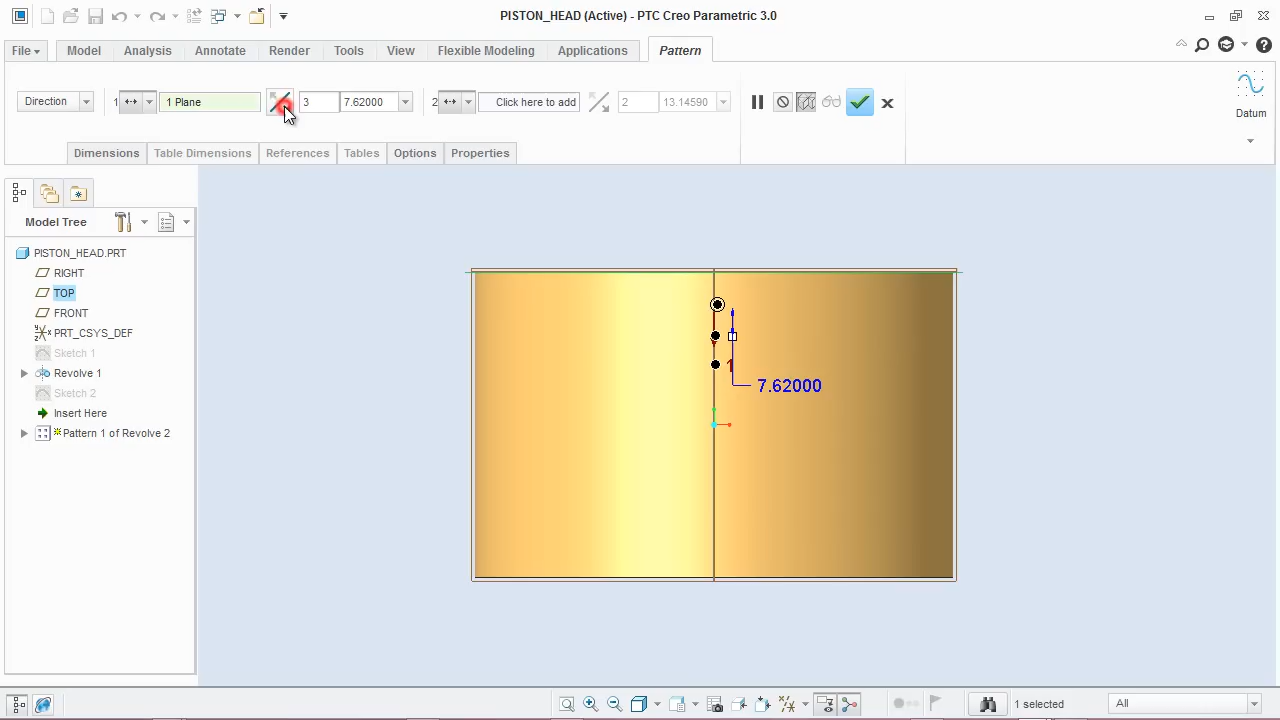 PISTON_HEAD (Active) - PTC Creo Parametric 3.0
File Model Analysis Annotate Render Tools View Flexible Modeling Applications Pattern
Direction 1 1 Plane 3 7.62000 2 Click here to add 2 13.14590
Datum
Dimensions Table Dimensions References Tables Options Properties
Model Tree
PISTON_HEAD.PRT
RIGHT
TOP
FRONT
PRT_CSYS_DEF
Sketch 1
Revolve 1
Sketch 2
Insert Here
Pattern 1 of Revolve 2
1
7.62000
1 selected All